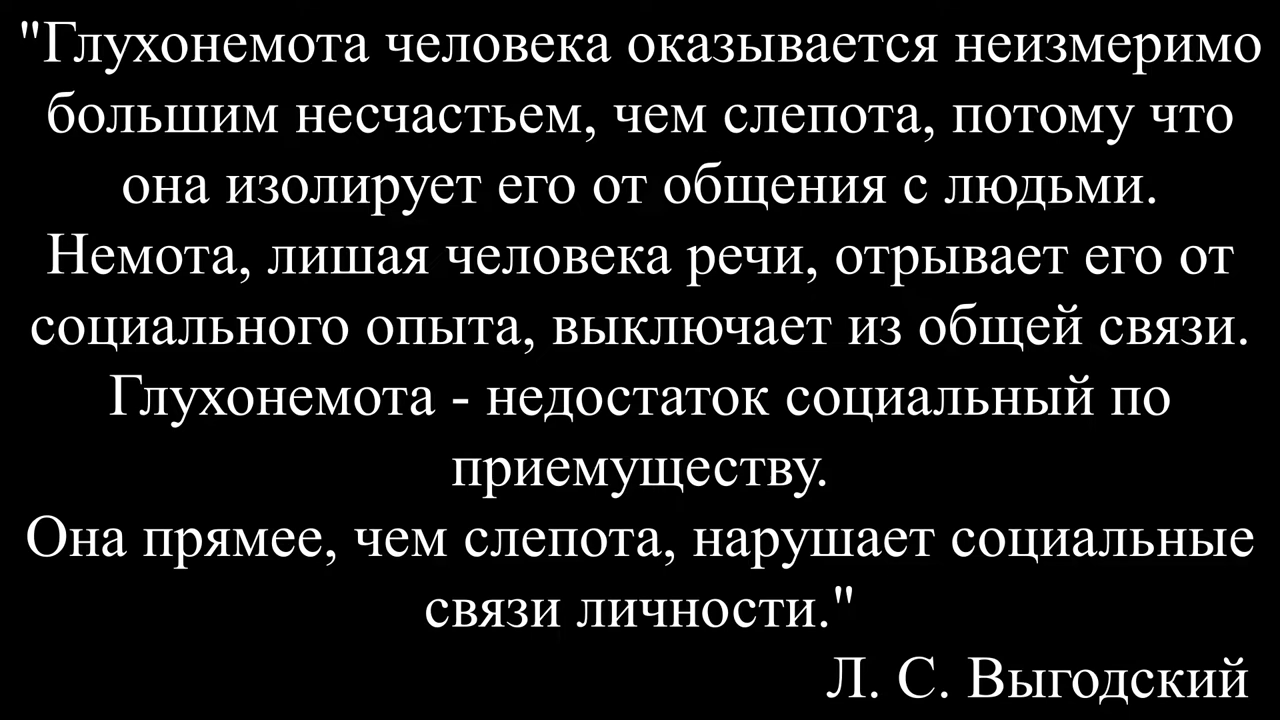 "Глухонемота человека оказывается неизмеримо
большим несчастьем, чем слепота, потому что
она изолирует его от общения с людьми.
Немота, лишая человека речи, отрывает его от
социального опыта, выключает из общей связи.
Глухонемота - недостаток социальный по
приемуществу.
Она прямее, чем слепота, нарушает социальные
связи личности."
Л. С. Выгодский